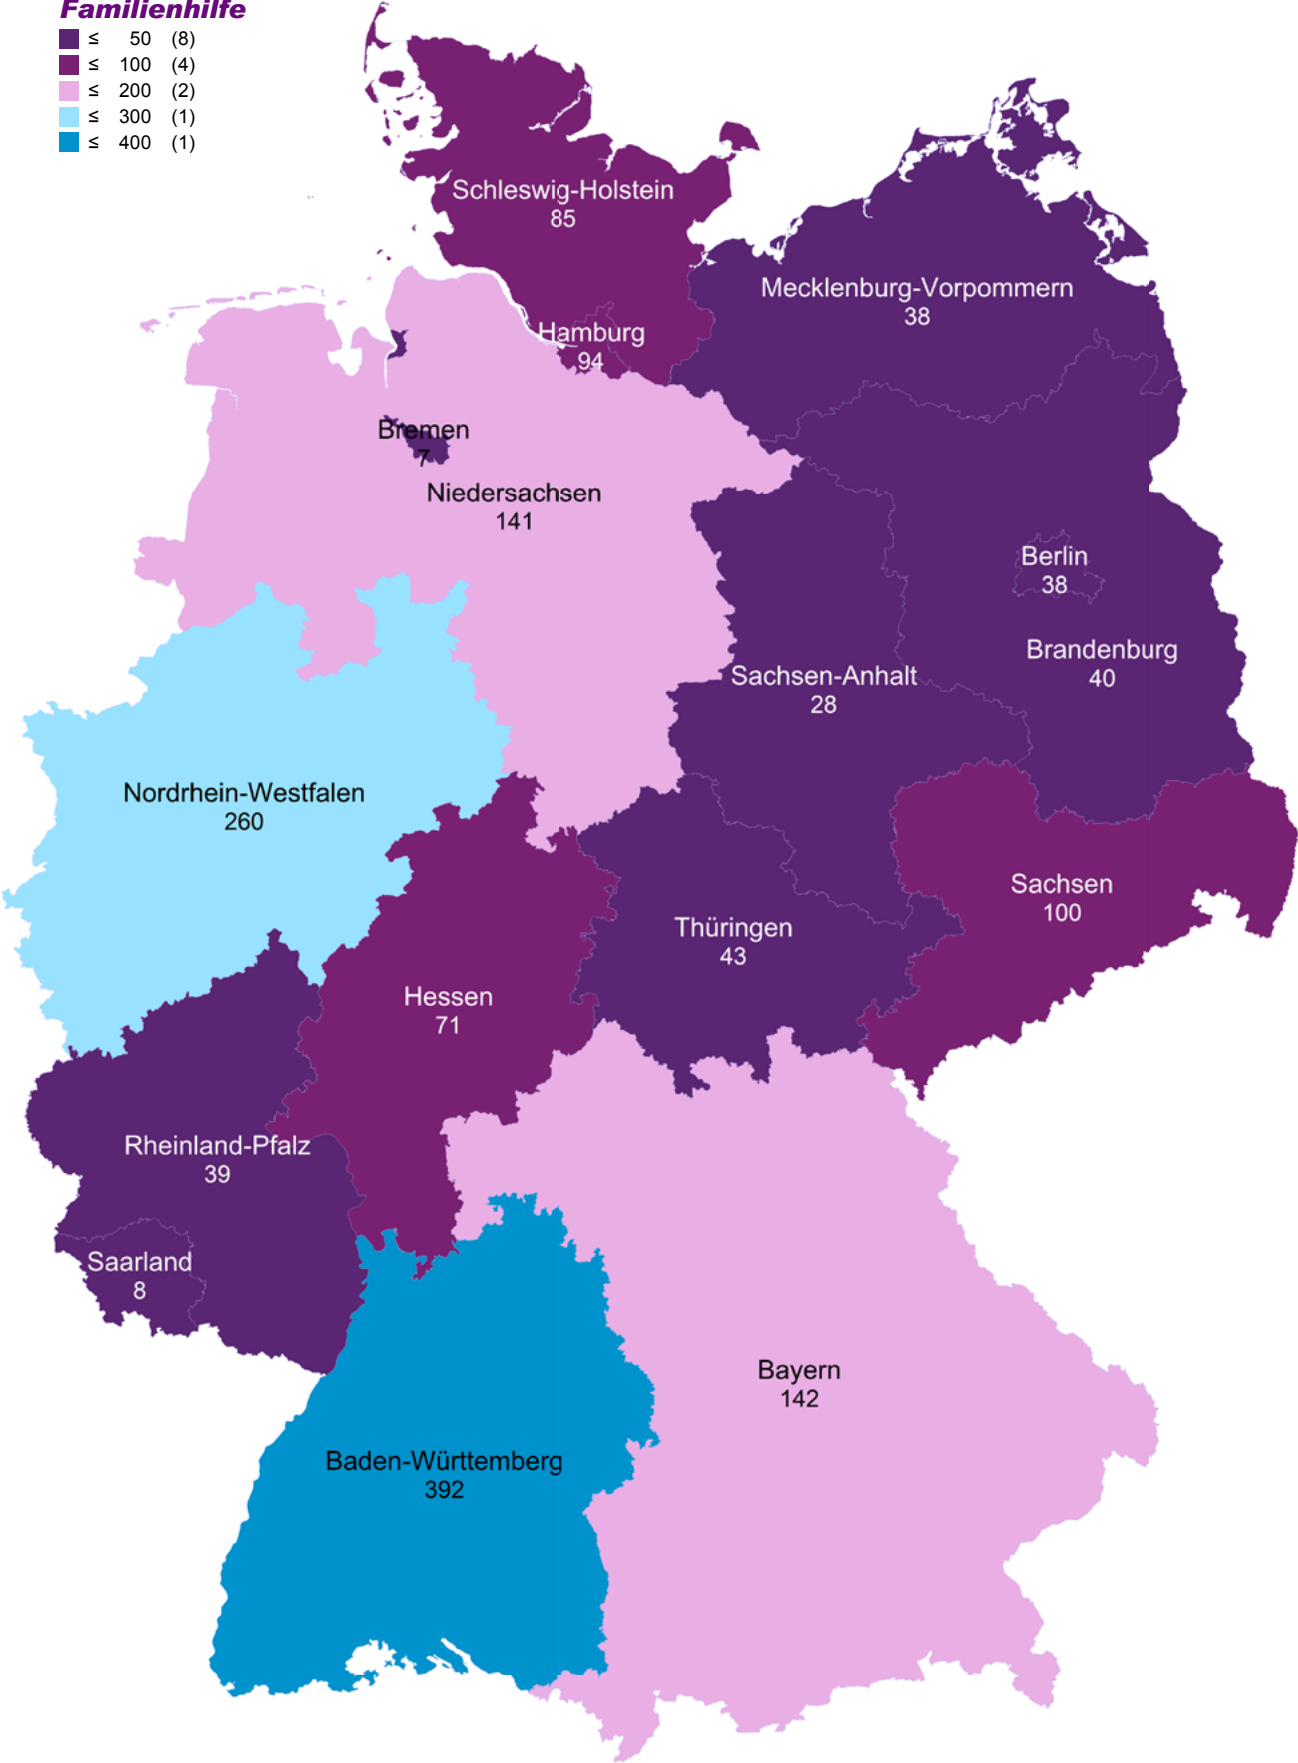 Familienhilfe
≤ 50 (8)
≤ 100 (4)
≤ 200 (2)
≤ 300 (1)
≤ 400 (1)
Schleswig-Holstein
85
Mecklenburg-Vorpommern
38
Hamburg
94
Bremen
7
Niedersachsen
141
Berlin
38
Brandenburg
40
Sachsen-Anhalt
28
Nordrhein-Westfalen
260
Sachsen
100
Thüringen
43
Hessen
71
Rheinland-Pfalz
39
Saarland
8
Bayern
142
Baden-Württemberg
392